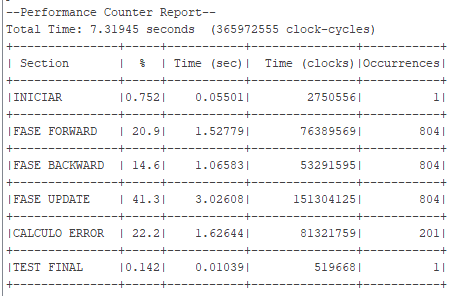 --Performance Counter Report--
Total Time: 7.31945 seconds  (365972555 clock-cycles)
+---------------+-----+-----------+---------------+-----------+
| Section       |  %  | Time (sec)|  Time (clocks)|Occurrences|
+---------------+-----+-----------+---------------+-----------+
|INICIAR        |0.752|    0.05501|        2750556|          1|
+---------------+-----+-----------+---------------+-----------+
|FASE FORWARD   | 20.9|    1.52779|       76389569|        804|
+---------------+-----+-----------+---------------+-----------+
|FASE BACKWARD  | 14.6|    1.06583|       53291595|        804|
+---------------+-----+-----------+---------------+-----------+
|FASE UPDATE    | 41.3|    3.02608|      151304125|        804|
+---------------+-----+-----------+---------------+-----------+
|CALCULO ERROR  | 22.2|    1.62644|       81321759|        201|
+---------------+-----+-----------+---------------+-----------+
|TEST FINAL     |0.142|    0.01039|         519668|          1|
+---------------+-----+-----------+---------------+-----------+